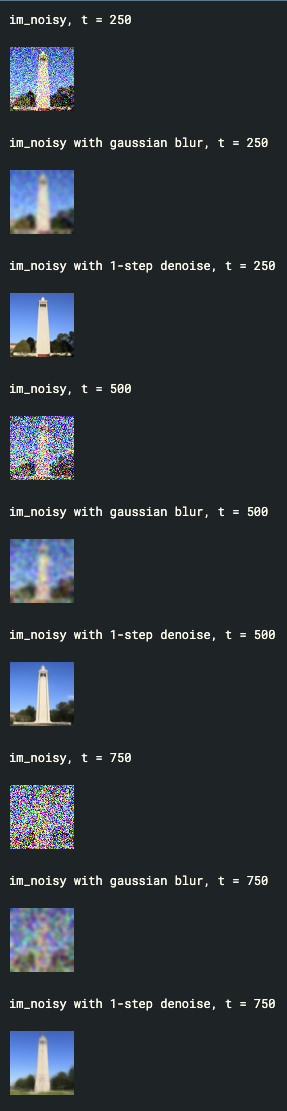 im_noisy, t = 250
im_noisy with gaussian blur, t = 250
im_noisy with 1-step denoise, t = 250
im_noisy, t = 500
im_noisy with gaussian blur, t = 500
im_noisy with 1-step denoise, t = 500
im_noisy, t = 750
im_noisy with gaussian blur, t = 750
im_noisy with 1-step denoise, t = 750